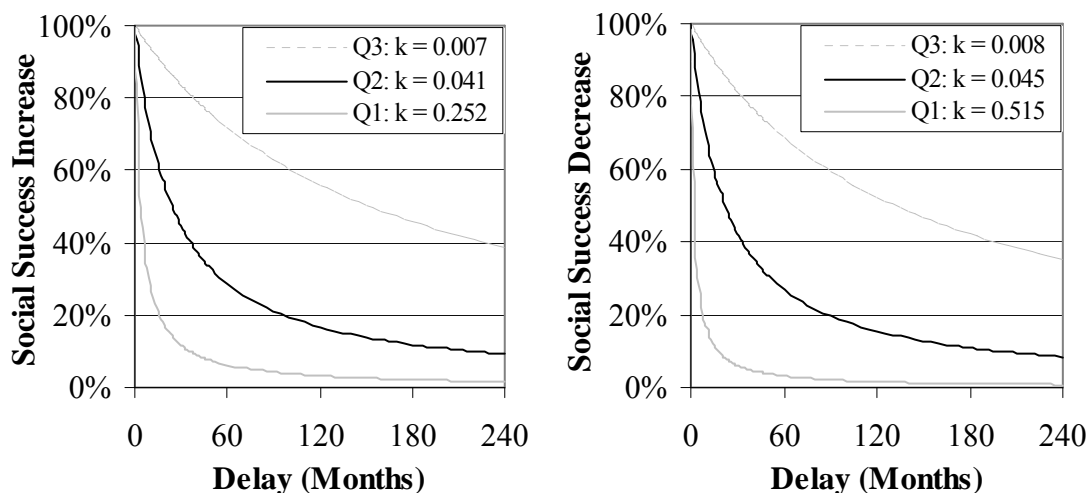 Social Success Increase
100%
80%
60%
40%
20%
0%
Q3: k = 0.007
Q2: k = 0.041
Q1: k = 0.252
0 60 120 180 240
Delay (Months)
Social Success Decrease
100%
80%
60%
40%
20%
0%
Q3: k = 0.008
Q2: k = 0.045
Q1: k = 0.515
0 60 120 180 240
Delay (Months)